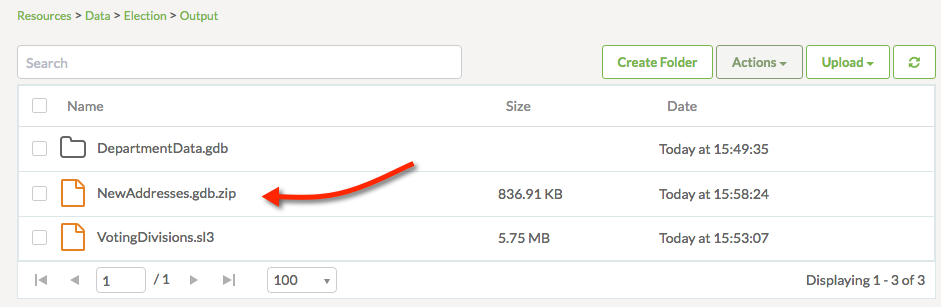 Resources > Data > Election > Output
Search Create Folder Actions Upload
Name Size Date
DepartmentData.gdb Today at 15:49:35
NewAddresses.gdb.zip 836.91 KB Today at 15:58:24
VotingDivisions.sl3 5.75 MB Today at 15:53:07
1 / 1 100 Displaying 1 - 3 of 3